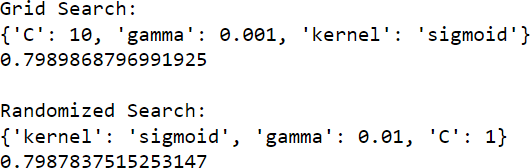 Grid Search:
{'C': 10, 'gamma': 0.001, 'kernel': 'sigmoid'}
0.7989868796991925
Randomized Search:
{'kernel': 'sigmoid', 'gamma': 0.01, 'C': 1}
0.7987837515253147